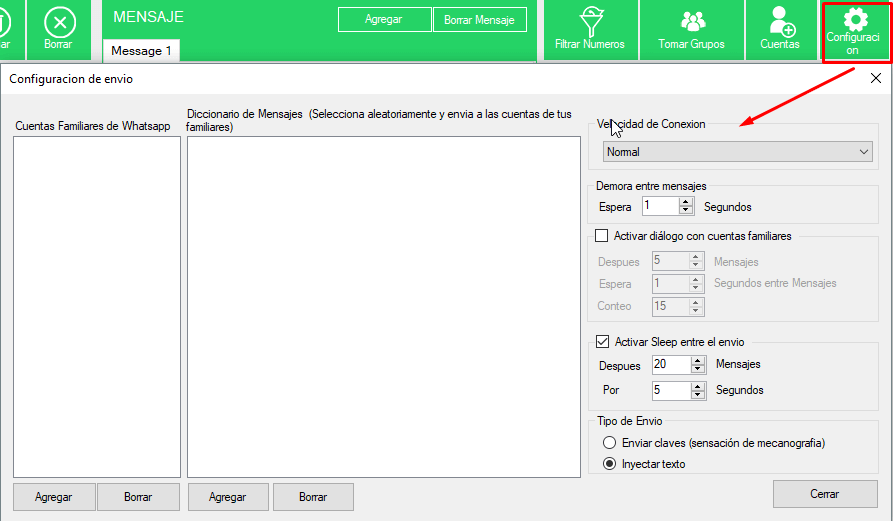 ar
Borrar
MENSAJE
Agregar
Borrar Mensaje
Message 1
Filtrar Numeros
Tomar Grupos
Cuentas
Configuraci
on
Configuracion de envio
Cuentas Familiares de Whatsapp
Diccionario de Mensajes (Selecciona aleatoriamente y envia a las cuentas de tus
familiares)
Velocidad de Conexion
Normal
Demora entre mensajes
Espera 1 Segundos
Activar diálogo con cuentas familiares
Despues 5 Mensajes
Espera 1 Segundos entre Mensajes
Conteo 15
Activar Sleep entre el envio
Despues 20 Mensajes
Por 5 Segundos
Tipo de Envio
Enviar claves (sensación de mecanografia)
Inyectar texto
Agregar
Borrar
Agregar
Borrar
Cerrar